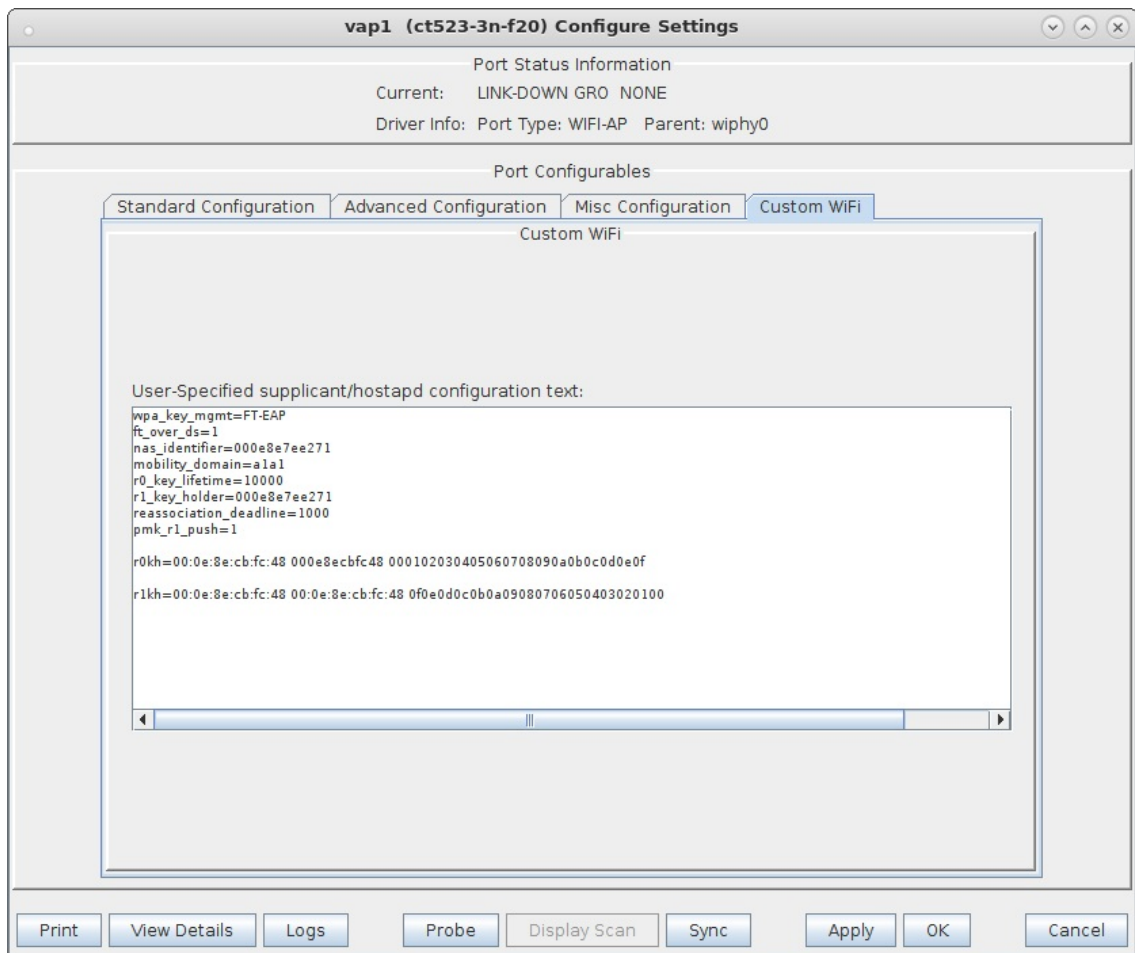 vap1 (ct523-3n-f20) Configure Settings
Port Status Information
Current: LINK-DOWN GRO NONE
Driver Info: Port Type: WIFI-AP Parent: wiphy0
Port Configurables
Standard Configuration Advanced Configuration Misc Configuration Custom WiFi
Custom WiFi
User-Specified supplicant/hostapd configuration text:
wpa_key_mgmt=FT-EAP
ft_over_ds=1
nas_identifier=000e8e7ee271
mobility_domain=a1a1
r0_key_lifetime=10000
r1_key_holder=000e8e7ee271
reassociation_deadline=1000
pmk_r1_push=1
r0kh=00:0e:8e:cb:fc:48 000e8ecbfc48 000102030405060708090a0b0c0d0e0f
r1kh=00:0e:8e:cb:fc:48 00:0e:8e:cb:fc:48 0f0e0d0c0b0a09080706050403020100
Print View Details Logs Probe Display Scan Sync Apply OK Cancel